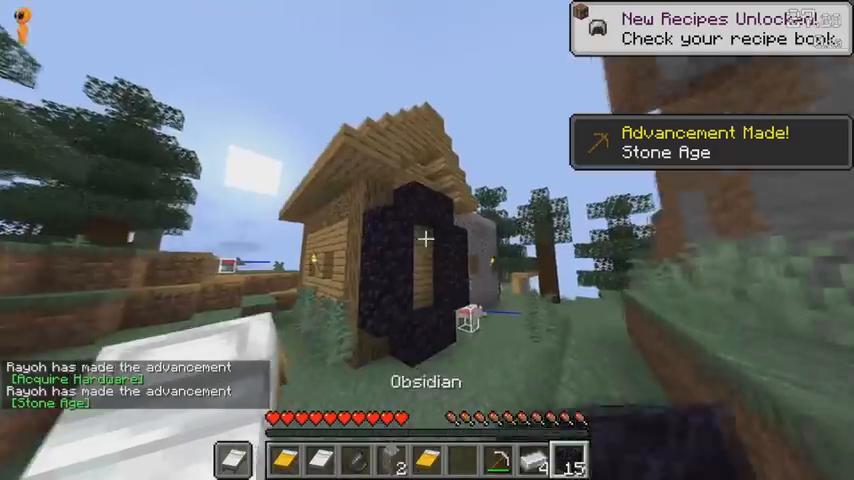 New Recipes Unlocked!
Check your recipe book
Advancement Made!
Stone Age
Rayoh has made the advancement
[Acquire Hardware]
Rayoh has made the advancement
[Stone Age]
Obsidian
2
4
15